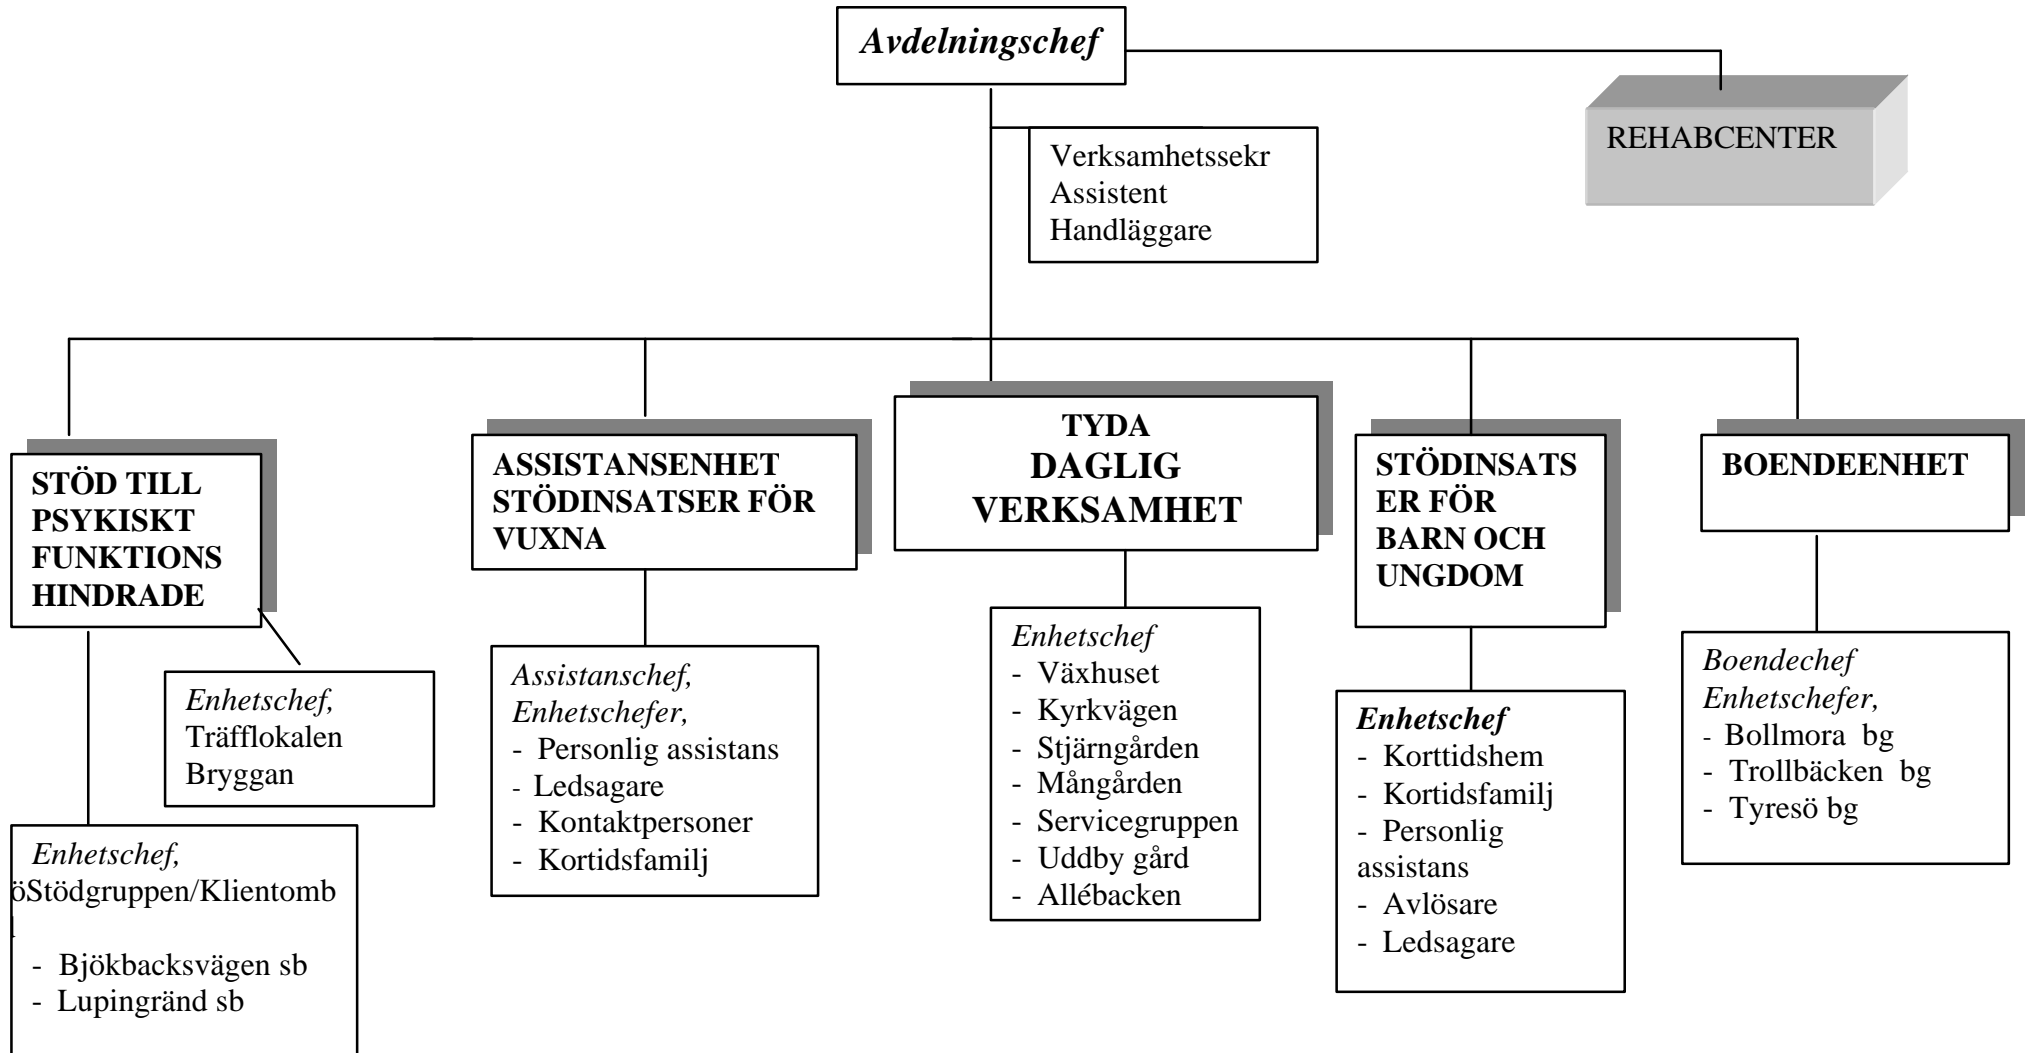 Avdelningschef
REHABCENTER
Verksamhetssekr
Assistent
Handläggare
STÖD TILL
PSYKISKT
FUNKTIONS
HINDRADE
ASSISTANSENHET
STÖDINSATSER FÖR
VUXNA
TYDA
DAGLIG
VERKSAMHET
STÖDINSATS
ER FÖR
BARN OCH
UNGDOM
BOENDEENHET
Enhetschef,
Träfflokalen
Bryggan
Enhetschef,
öStödgruppen/Klientomb
- Bjökbacksvägen sb
- Lupingränd sb
Assistanschef,
Enhetschefer,
- Personlig assistans
- Ledsagare
- Kontaktpersoner
- Kortidsfamilj
Enhetschef
- Växhuset
- Kyrkvägen
- Stjärngården
- Mångården
- Servicegruppen
- Uddby gård
- Allébacken
Enhetschef
- Korttidshem
- Kortidsfamilj
- Personlig
assistans
- Avlösare
- Ledsagare
Boendechef
Enhetschefer,
- Bollmora bg
- Trollbäcken bg
- Tyresö bg